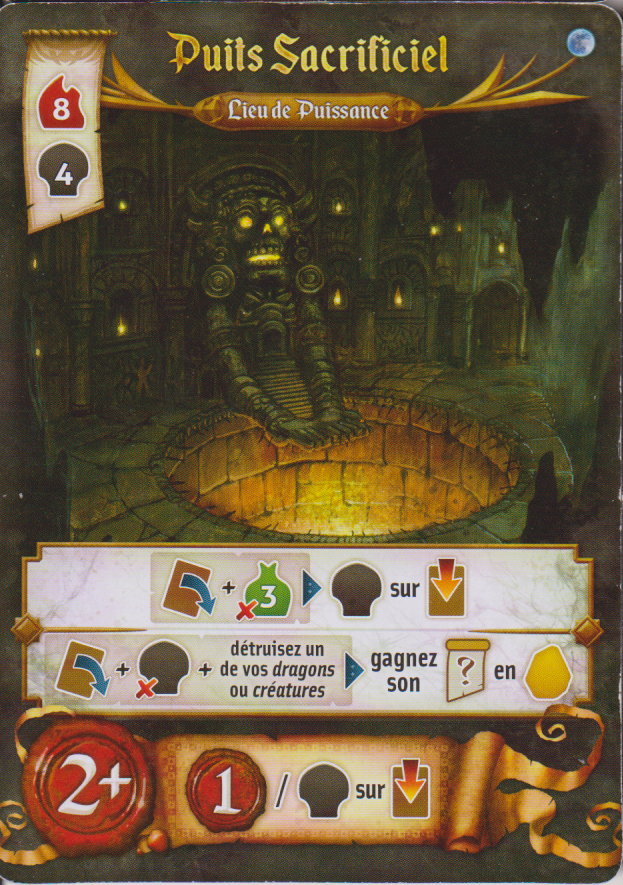 Puits Sacrificiel
Lieu de Puissance
8
4
+ 3 sur
+ + détruisez un
de vos dragons
ou créatures
gagnez
son ? en
2+ 1 / sur